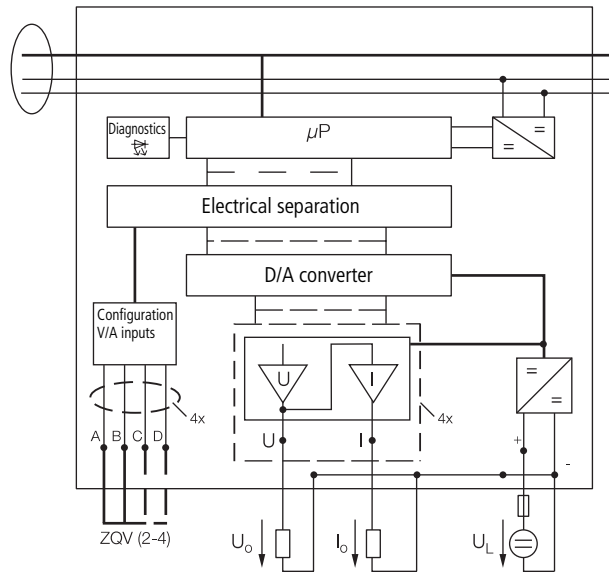 Diagnostics
µP
=
=
Electrical separation
D/A converter
Configuration
V/A inputs
U
I
=
=
4x
4x
A
B
C
D
U
I
+
-
ZQV (2-4)
Uo
Io
UL